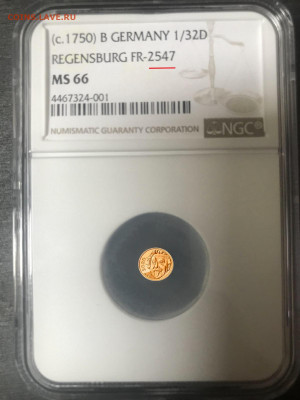 (c.1750) B GERMANY 1/32D
REGENSBURG FR-2547
MS 66
4467324-001
NUMISMATIC GUARANTY CORPORATION
NGC